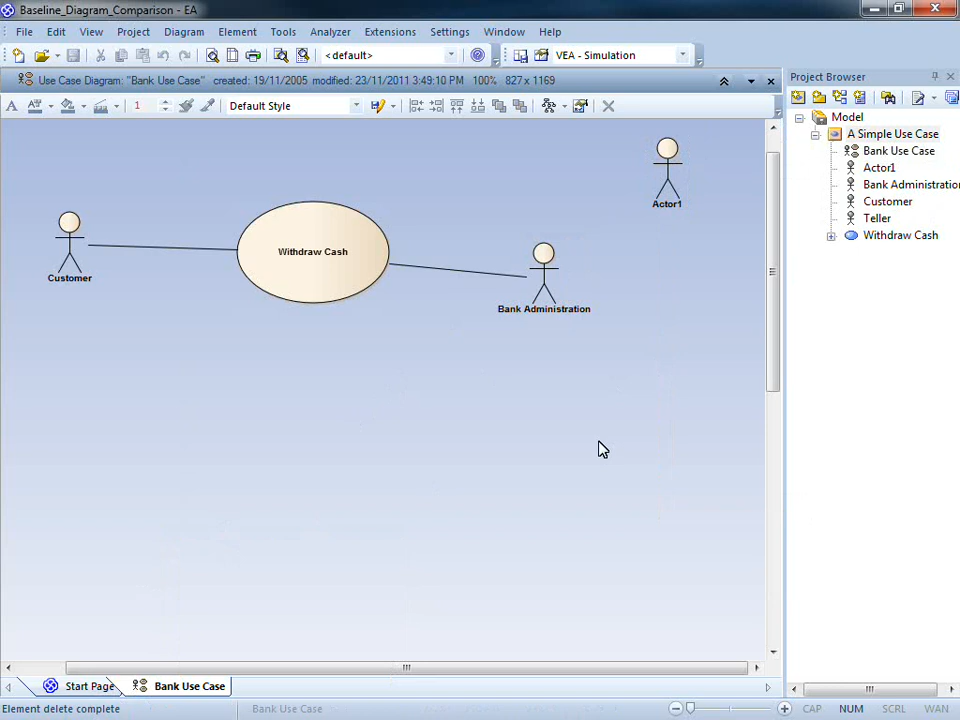 Baseline_Diagram_Comparison - EA
File Edit View Project Diagram Element Tools Analyzer Extensions Settings Window Help
<default> VEA - Simulation
Use Case Diagram: "Bank Use Case" created: 19/11/2005 modified: 23/11/2011 3:49:10 PM 100% 827 x 1169
Project Browser
A 1 Default Style
Model
A Simple Use Case
Bank Use Case
Actor1
Bank Administratio
Customer
Teller
Withdraw Cash
Actor1
Withdraw Cash
Customer
Bank Administration
Start Page Bank Use Case
Element delete complete Bank Use Case CAP NUM SCRL WAN